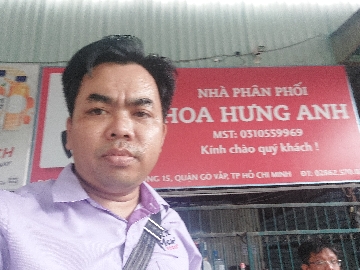 NHÀ PHÂN PHỐI
HOA HƯNG ANH
MST: 0310559969
Kính chào quý khách !
15, QUẬN GÒ VẤP, TP HỒ CHÍ MINH